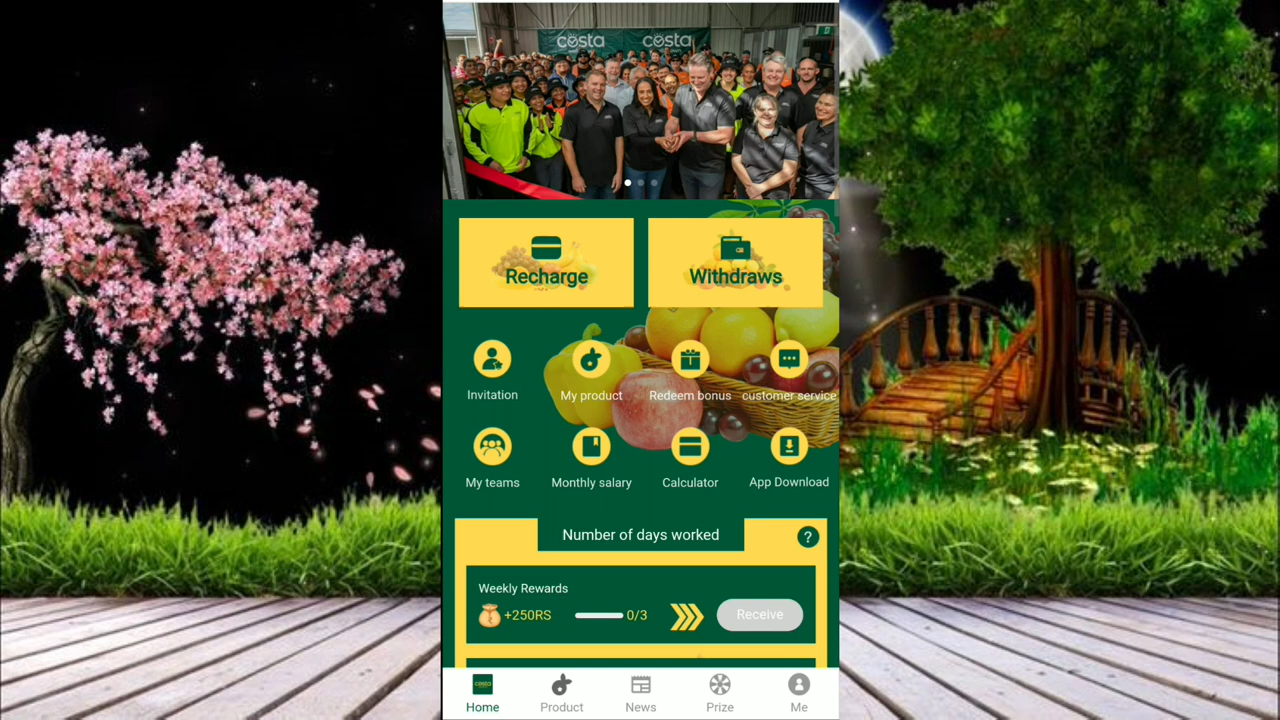 costa
costa
Recharge
Withdraws
Invitation
My product
Redeem bonus
customer service
My teams
Monthly salary
Calculator
App Download
Number of days worked
?
Weekly Rewards
+250RS
0/3
Receive
costa
Home
Product
News
Prize
Me